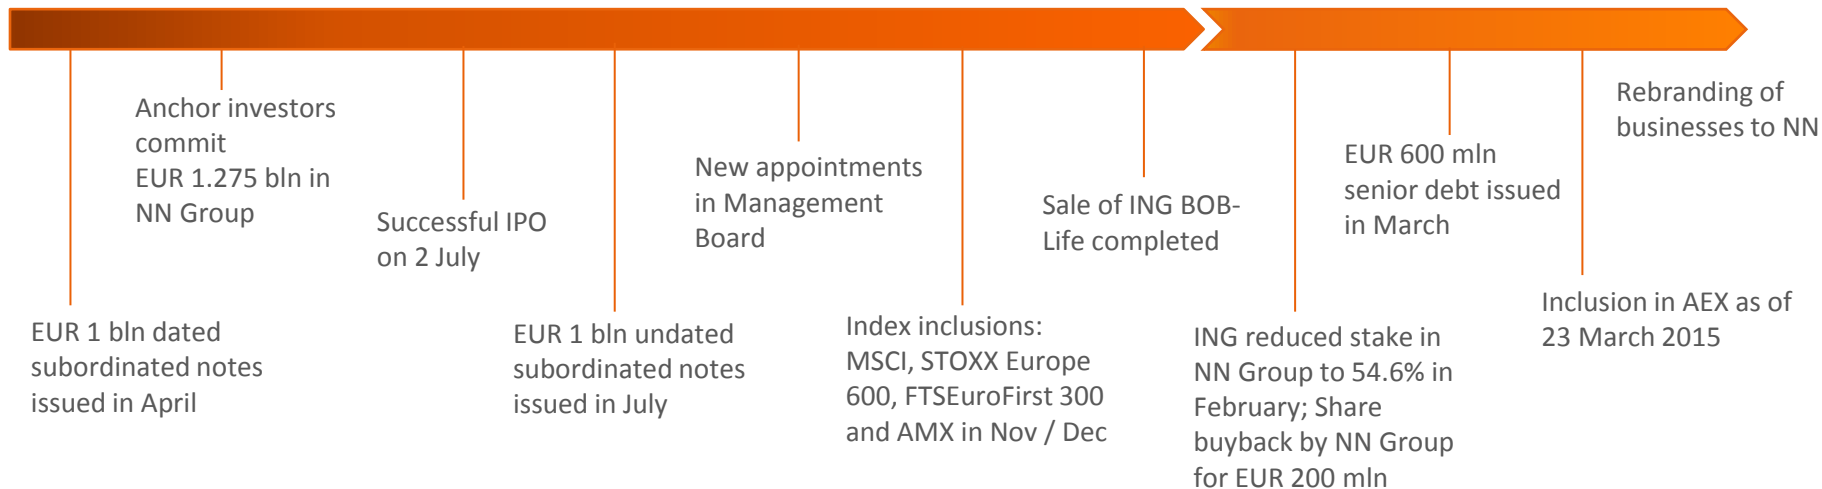 Anchor investors
commit
EUR 1.275 bln in
NN Group
Rebranding of
businesses to NN
New appointments
in Management
Board
EUR 600 mln
senior debt issued
in March
Successful IPO
on 2 July
Sale of ING BOB-
Life completed
EUR 1 bln dated
subordinated notes
issued in April
EUR 1 bln undated
subordinated notes
issued in July
Index inclusions:
MSCI, STOXX Europe
600, FTSEuroFirst 300
and AMX in Nov / Dec
ING reduced stake in
NN Group to 54.6% in
February; Share
buyback by NN Group
for EUR 200 mln
Inclusion in AEX as of
23 March 2015